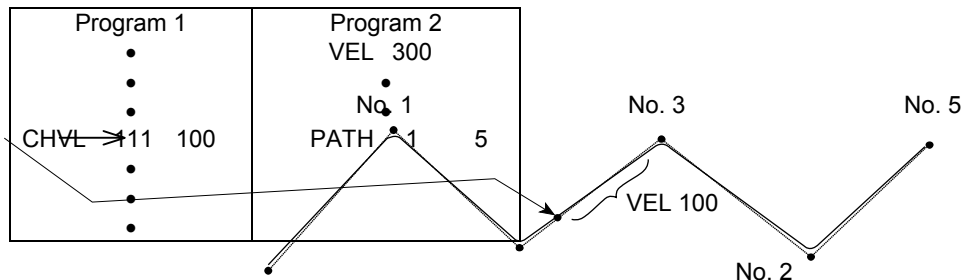 Program 1
Program 2
VEL 300
No. 1
No. 3
No. 5
CHVL 111 100
PATH 1 5
VEL 100
No. 2